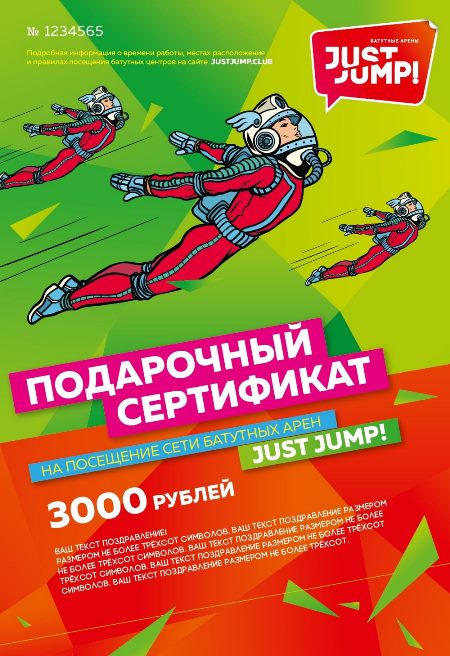 № 1234565
Подробная информация о времени работы, местах расположения
и правилах посещения батутных центров на сайте JUSTJUMP.CLUB
БАТУТНЫЕ АРЕНЫ
JUST
JUMP!
ПОДАРОЧНЫЙ
СЕРТИФИКАТ
НА ПОСЕЩЕНИЕ СЕТИ БАТУТНЫХ АРЕН
JUST JUMP!
3000 РУБЛЕЙ
ВАШ ТЕКСТ ПОЗДРАВЛЕНИЕ!
РАЗМЕРОМ НЕ БОЛЕЕ ТРЁХСОТ СИМВОЛОВ. ВАШ ТЕКСТ ПОЗДРАВЛЕНИЕ РАЗМЕРОМ
НЕ БОЛЕЕ ТРЁХСОТ СИМВОЛОВ. ВАШ ТЕКСТ ПОЗДРАВЛЕНИЕ РАЗМЕРОМ НЕ БОЛЕЕ
ТРЁХСОТ СИМВОЛОВ. ВАШ ТЕКСТ ПОЗДРАВЛЕНИЕ РАЗМЕРОМ НЕ БОЛЕЕ ТРЁХСОТ
СИМВОЛОВ. ВАШ ТЕКСТ ПОЗДРАВЛЕНИЕ РАЗМЕРОМ НЕ БОЛЕЕ ТРЁХСОТ.